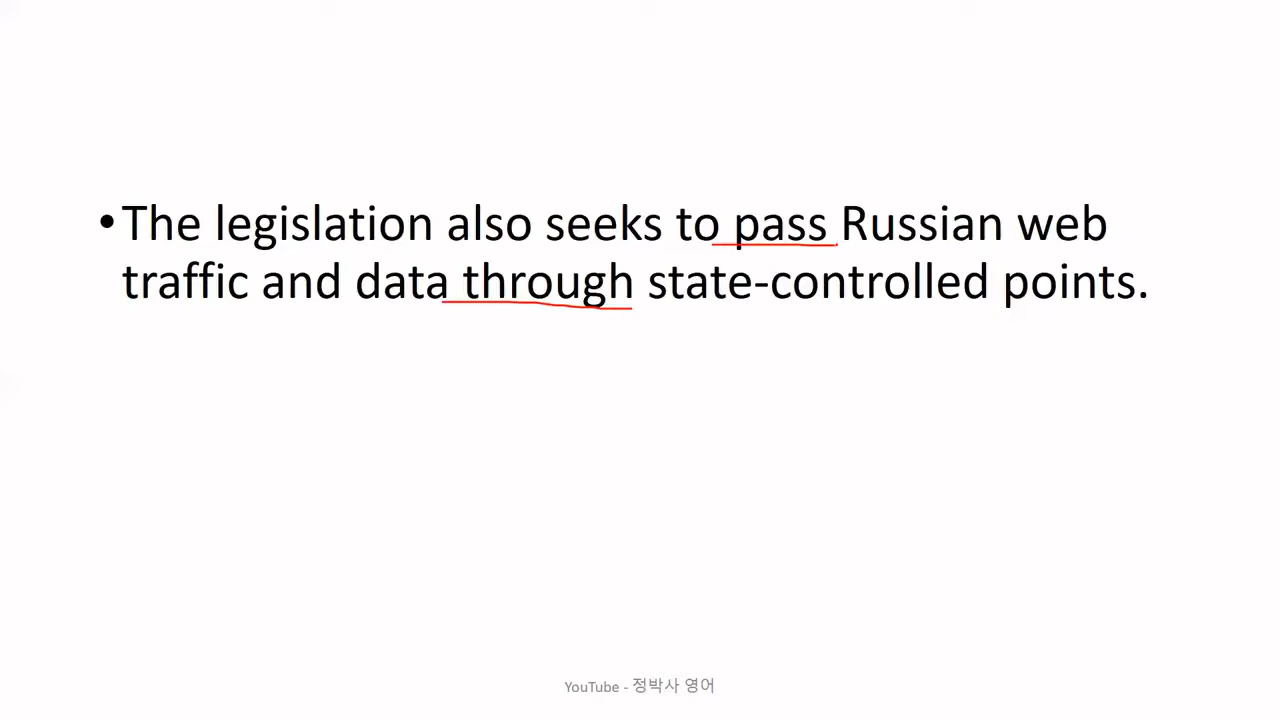 •The legislation also seeks to pass Russian web
traffic and data through state-controlled points.
YouTube - 정박사 영어